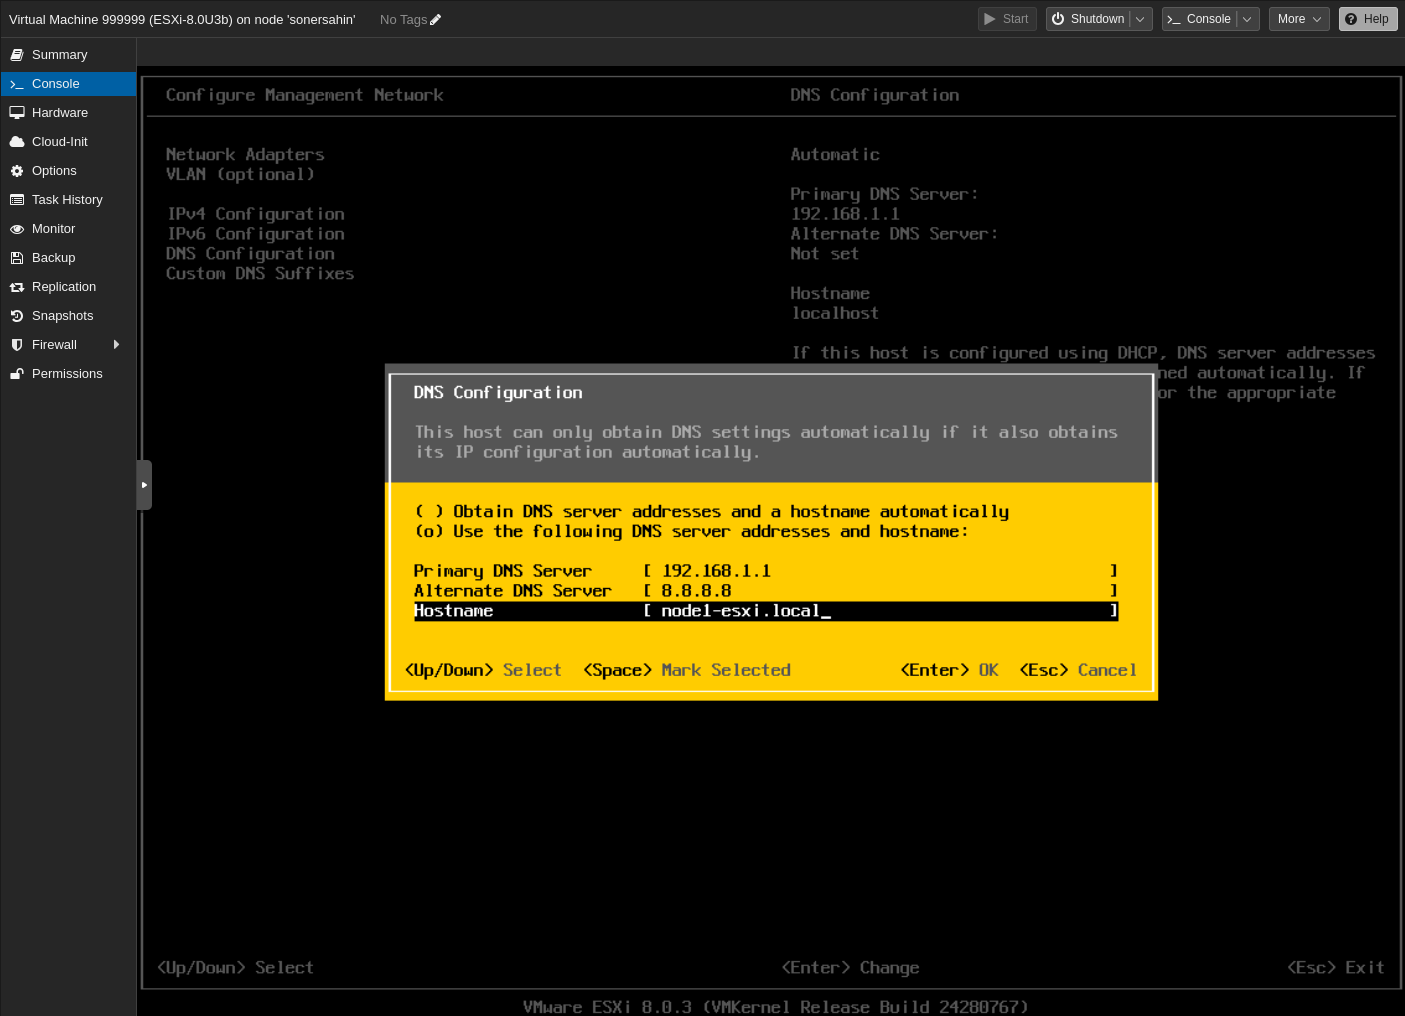 Virtual Machine 999999 (ESXi-8.0U3b) on node 'sonersahin' No Tags Start Shutdown Console More Help
Summary
Console
Hardware
Cloud-Init
Options
Task History
Monitor
Backup
Replication
Snapshots
Firewall
Permissions
Configure Management Network DNS Configuration
Network Adapters Automatic
VLAN (optional)
Primary DNS Server:
IPv4 Configuration 192.168.1.1
IPv6 Configuration Alternate DNS Server:
DNS Configuration Not set
Custom DNS Suffixes
Hostname
localhost
If this host is configured using DHCP, DNS server addresses
ned automatically. If
or the appropriate
DNS Configuration
This host can only obtain DNS settings automatically if it also obtains
its IP configuration automatically.
( ) Obtain DNS server addresses and a hostname automatically
(o) Use the following DNS server addresses and hostname:
Primary DNS Server [ 192.168.1.1 ]
Alternate DNS Server [ 8.8.8.8 ]
Hostname [ node1-esxi.local_ ]
<Up/Down> Select <Space> Mark Selected <Enter> OK <Esc> Cancel
<Up/Down> Select <Enter> Change <Esc> Exit
VMware ESXi 8.0.3 (VMKernel Release Build 24280767)